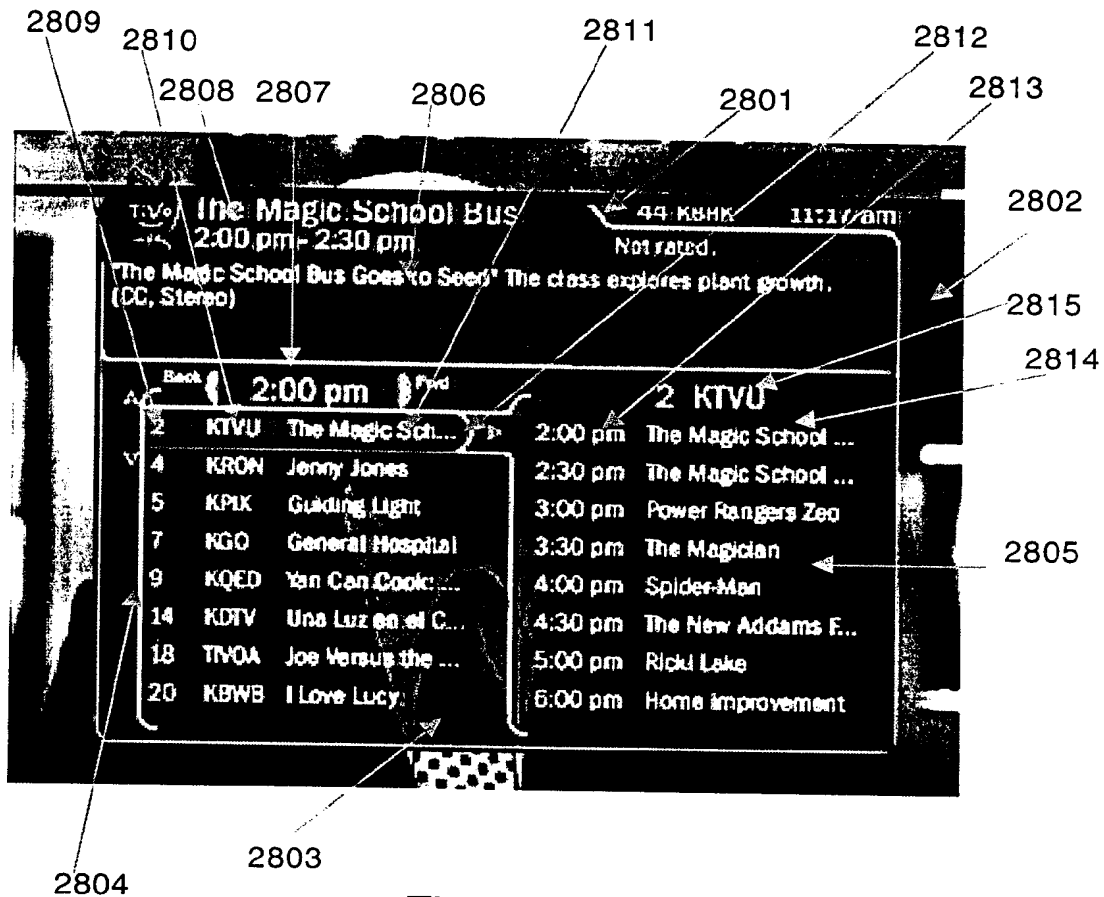 2809
2810
2811
2812
2808 2807 2806 2801 2813
2802
TiVo The Magic School Bus 44 KBHK 11:17 am
2:00 pm - 2:30 pm Not rated.
"The Magic School Bus Goes to Seed" The class explores plant growth.
(CC, Stereo)
2815
2814
Back 2:00 pm Fwd 2 KTVU
2 KTVU The Magic Sch... 2:00 pm The Magic School ...
4 KRON Jenny Jones 2:30 pm The Magic School ...
5 KPIX Guiding Light 3:00 pm Power Rangers Zeo
7 KGO General Hospital 3:30 pm The Magician
2805
9 KQED Yan Can Cook: ... 4:00 pm Spider-Man
14 KDTV Una Luz en el C... 4:30 pm The New Addams F...
18 TIVOA Joe Versus the ... 5:00 pm Ricki Lake
20 KBWB I Love Lucy 6:00 pm Home Improvement
2803
2804